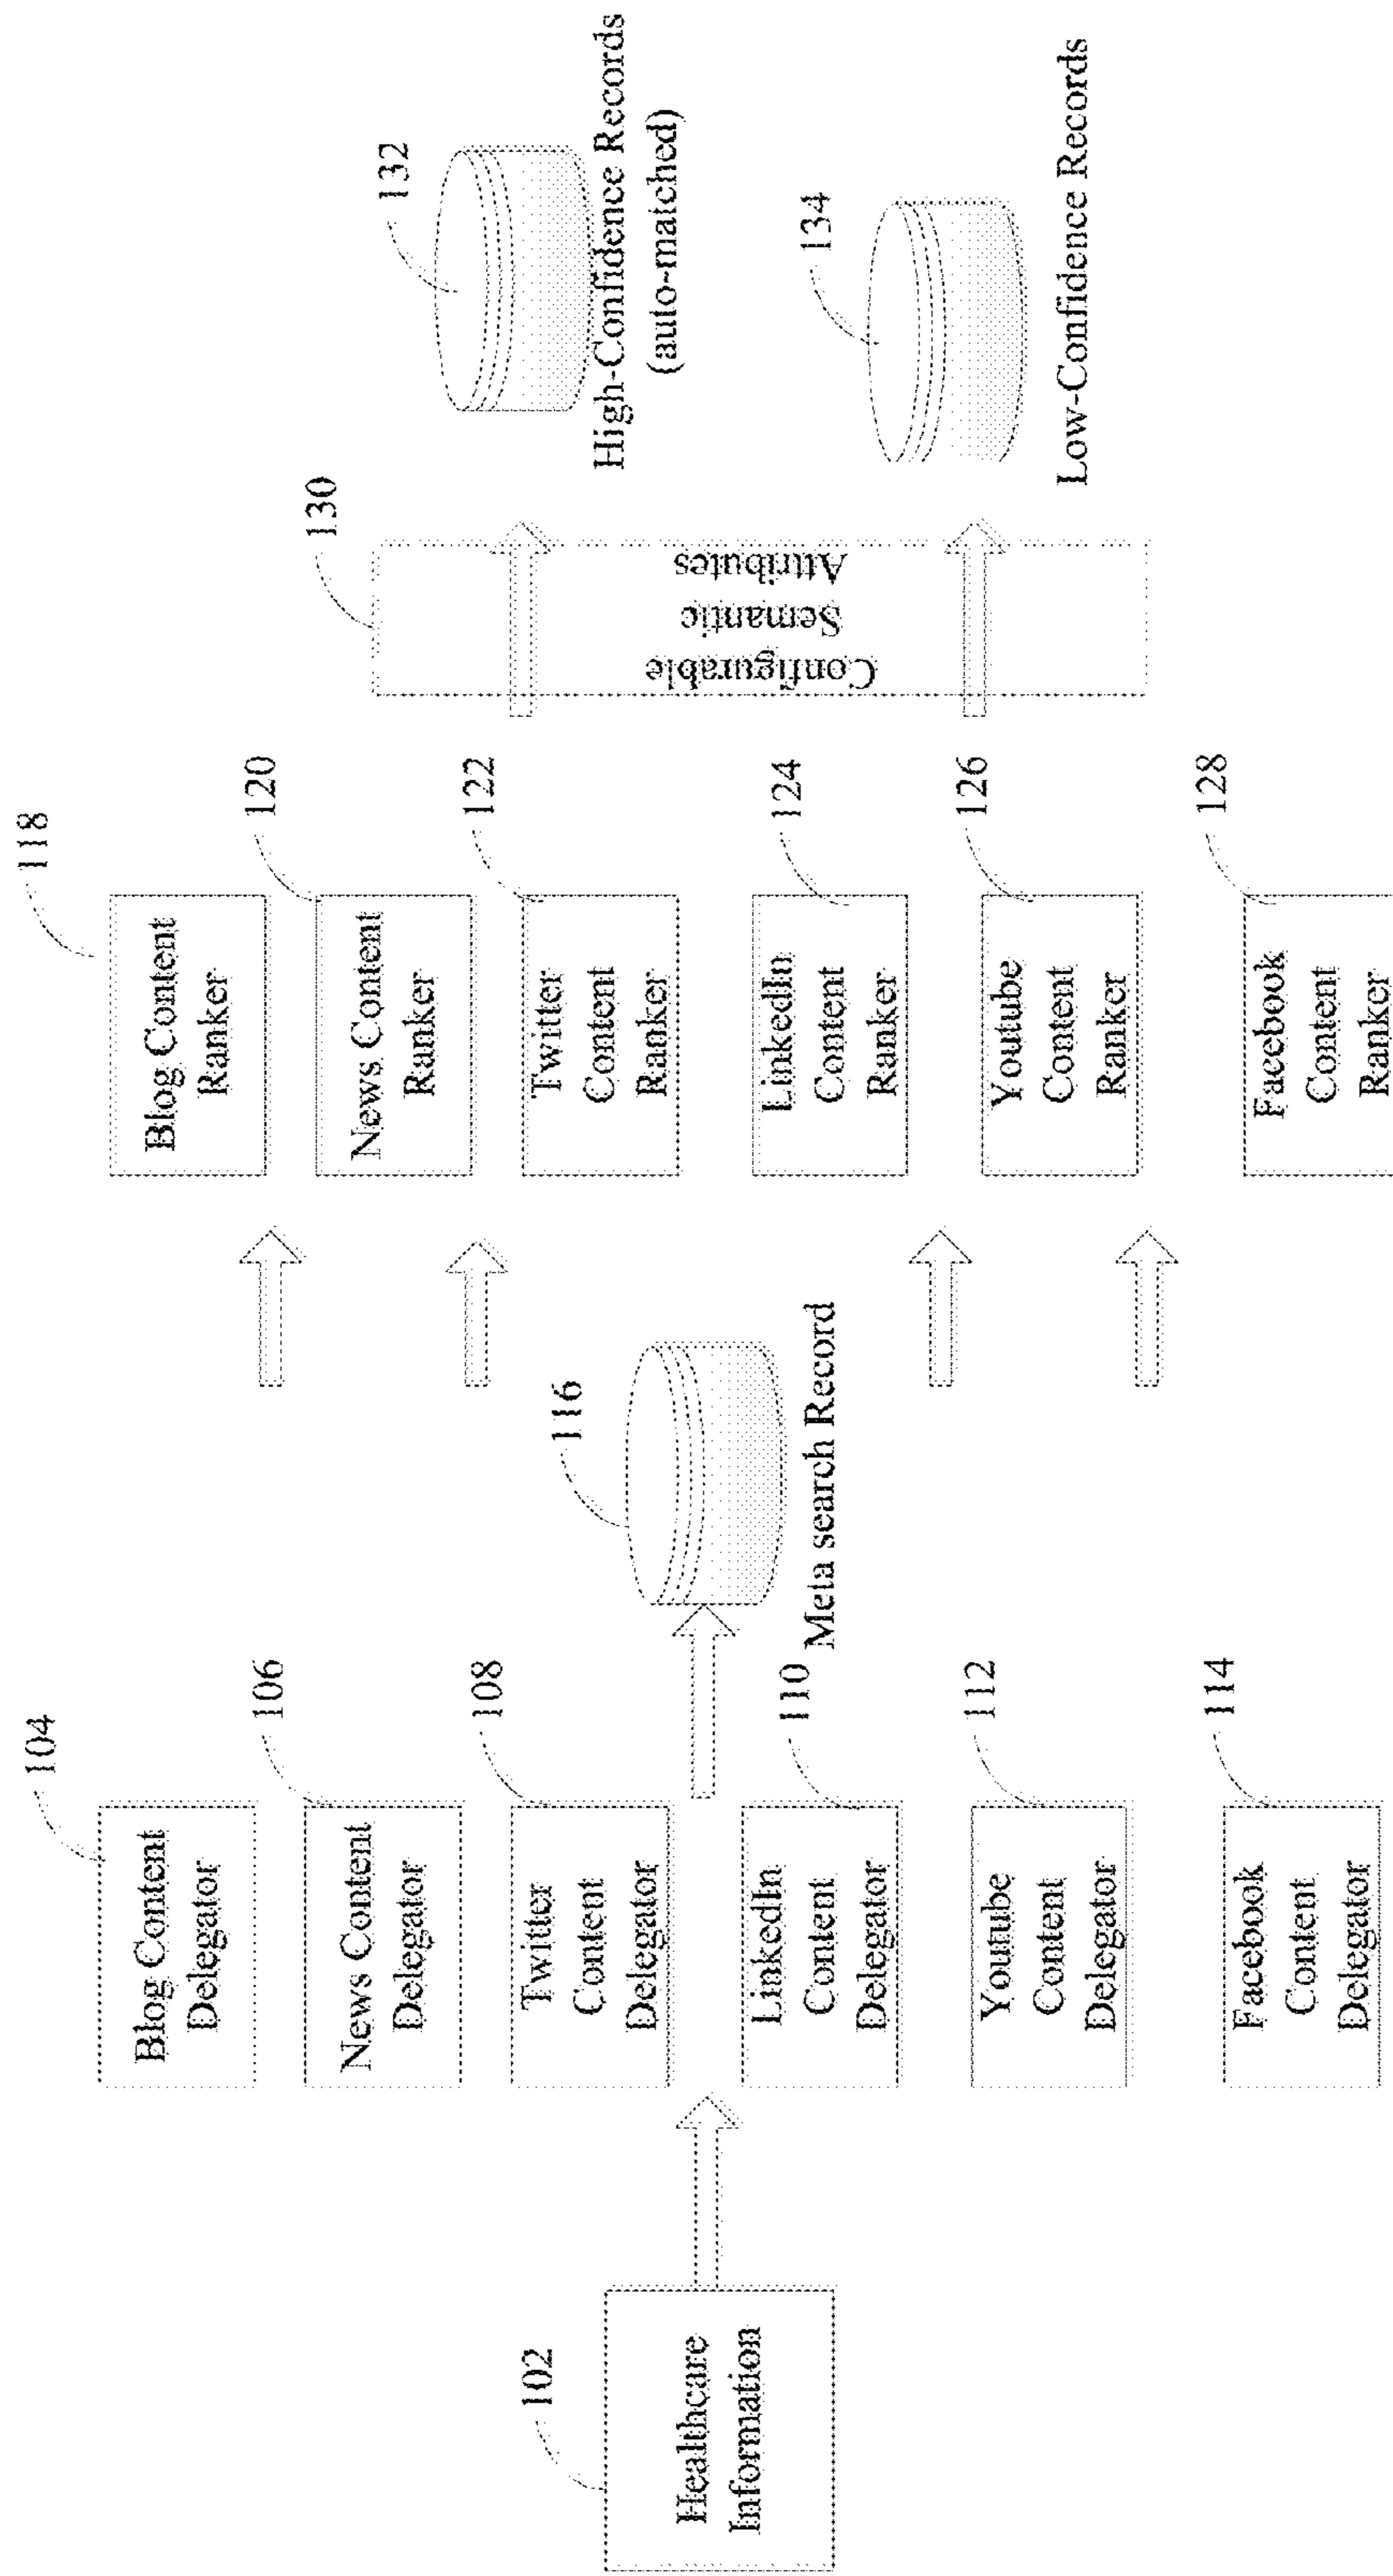 102
Healthcare
Information
104
Blog Content
Delegator
106
News Content
Delegator
108
Twitter
Content
Delegator
110
LinkedIn
Content
Delegator
112
Youtube
Content
Delegator
114
Facebook
Content
Delegator
116
Meta search Record
118
Blog Content
Ranker
120
News Content
Ranker
122
Twitter
Content
Ranker
124
LinkedIn
Content
Ranker
126
Youtube
Content
Ranker
128
Facebook
Content
Ranker
130
Configurable
Semantic
Attributes
132
High-Confidence Records
(auto-matched)
134
Low-Confidence Records